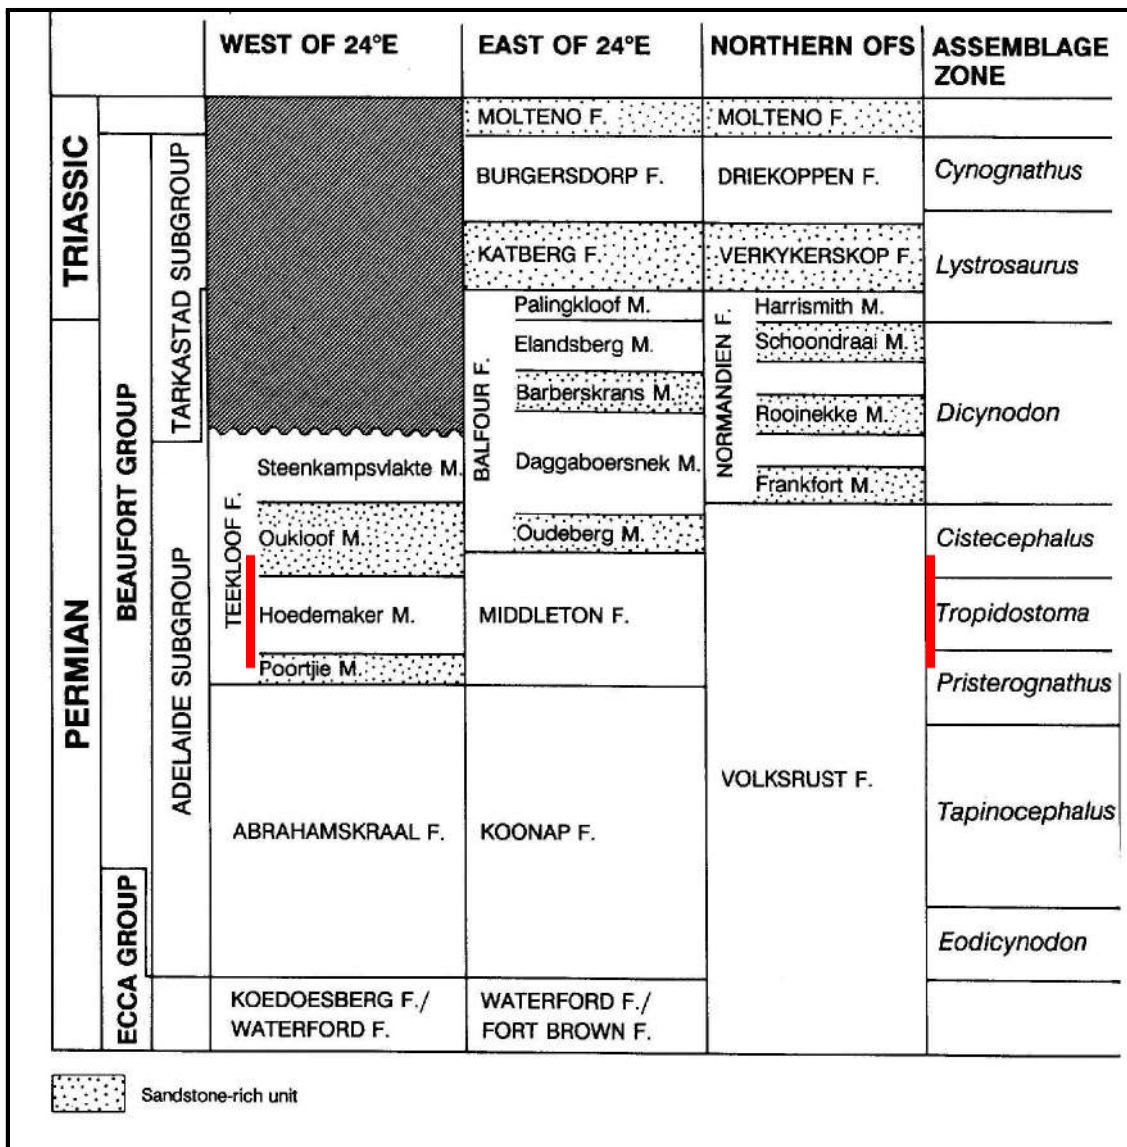 WEST OF 24°E
EAST OF 24°E
NORTHERN OFS
ASSEMBLAGE
ZONE
TRIASSIC
PERMIAN
BEAUFORT GROUP
ECCA GROUP
TARKASTAD SUBGROUP
ADELAIDE SUBGROUP
TEEKLOOF F.
Steenkampsvlakte M.
Oukloof M.
Hoedemaker M.
Poortjie M.
ABRAHAMSKRAAL F.
KOEDOESBERG F./
WATERFORD F.
MOLTENO F.
BURGERSDORP F.
KATBERG F.
BALFOUR F.
Palingkloof M.
Elandsberg M.
Barberskrans M.
Daggaboersnek M.
Oudeberg M.
MIDDLETON F.
KOONAP F.
WATERFORD F./
FORT BROWN F.
MOLTENO F.
DRIEKOPPEN F.
VERKYKERSKOP F.
NORMANDIEN F.
Harrismith M.
Schoondraai M.
Rooinekke M.
Frankfort M.
VOLKSRUST F.
Cynognathus
Lystrosaurus
Dicynodon
Cistecephalus
Tropidostoma
Pristerognathus
Tapinocephalus
Eodicynodon
Sandstone-rich unit